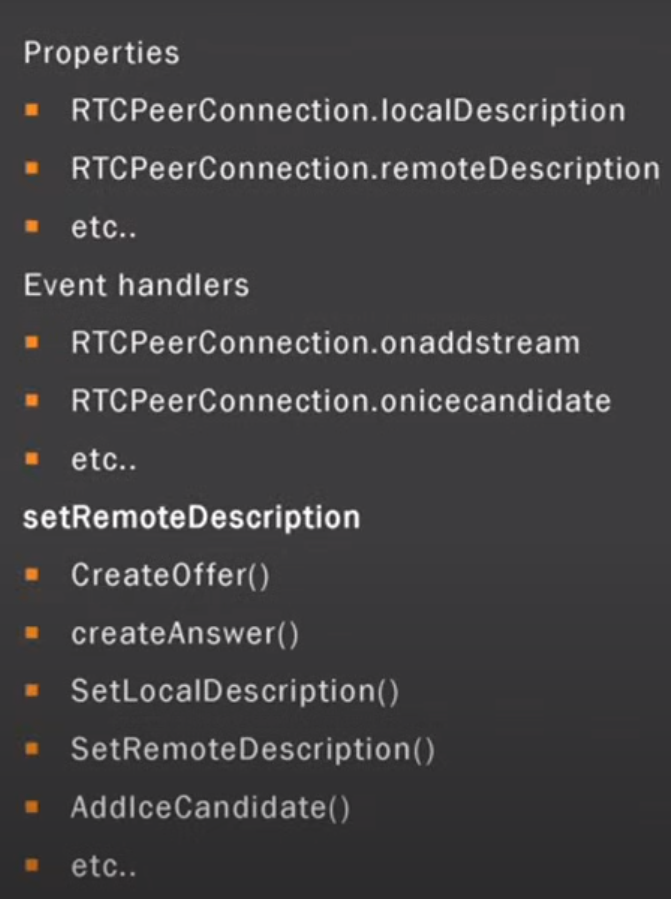 Properties
RTCPeerConnection.localDescription
RTCPeerConnection.remoteDescription
etc..
Event handlers
RTCPeerConnection.onaddstream
RTCPeerConnection.onicecandidate
etc..
setRemoteDescription
CreateOffer()
createAnswer()
SetLocalDescription()
SetRemoteDescription()
AddIceCandidate()
etc..